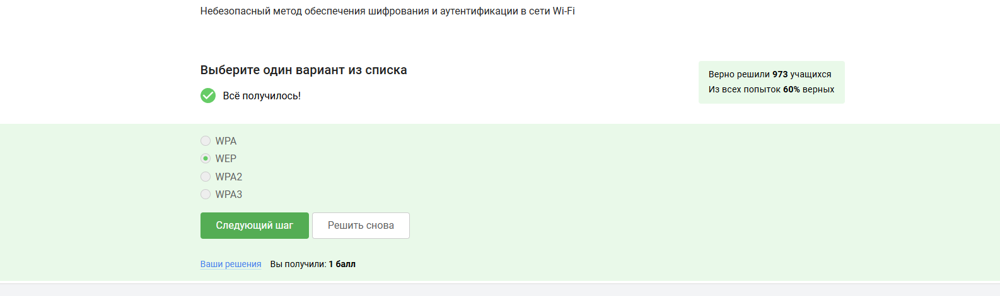 Небезопасный метод обеспечения шифрования и аутентификации в сети Wi-Fi
Выберите один вариант из списка
Всё получилось!
Верно решили 973 учащихся
Из всех попыток 60% верных
WPA
WEP
WPA2
WPA3
Следующий шаг
Решить снова
Ваши решения Вы получили: 1 балл